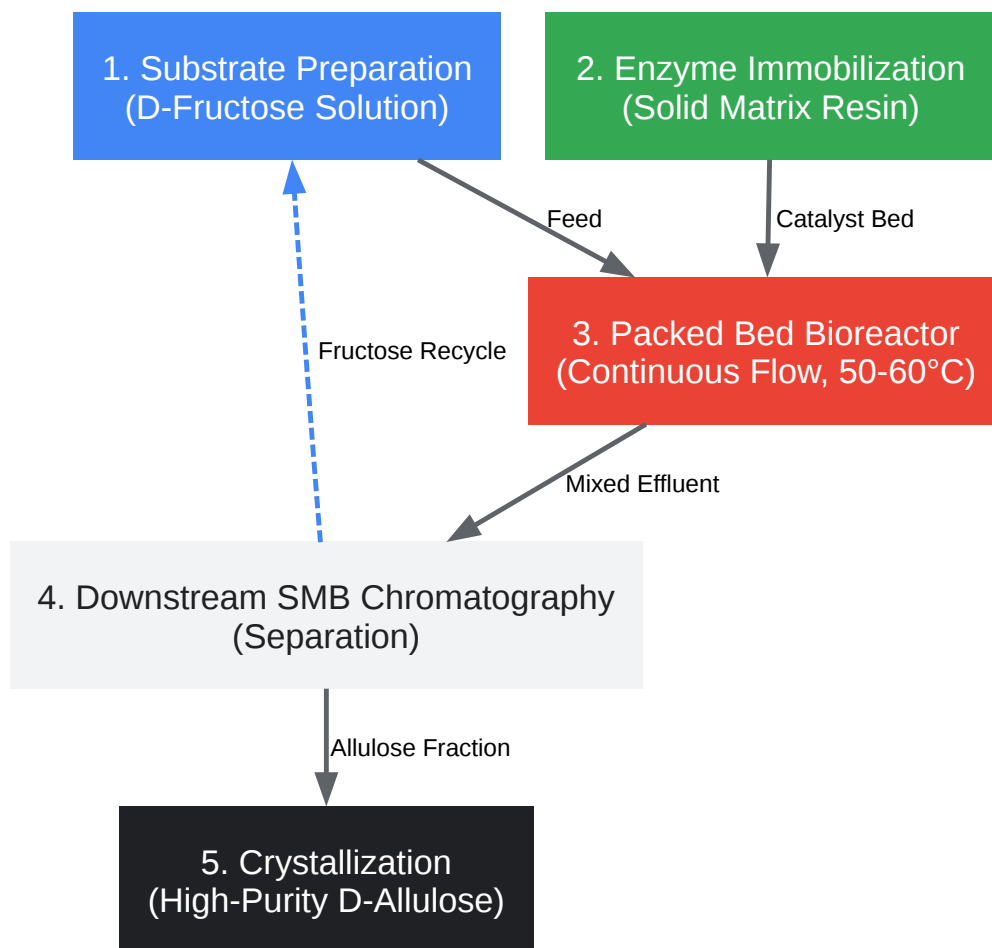 1. Substrate Preparation
(D-Fructose Solution)
2. Enzyme Immobilization
(Solid Matrix Resin)
Feed
Catalyst Bed
3. Packed Bed Bioreactor
(Continuous Flow, 50-60°C)
Fructose Recycle
Mixed Effluent
4. Downstream SMB Chromatography
(Separation)
Allulose Fraction
5. Crystallization
(High-Purity D-Allulose)